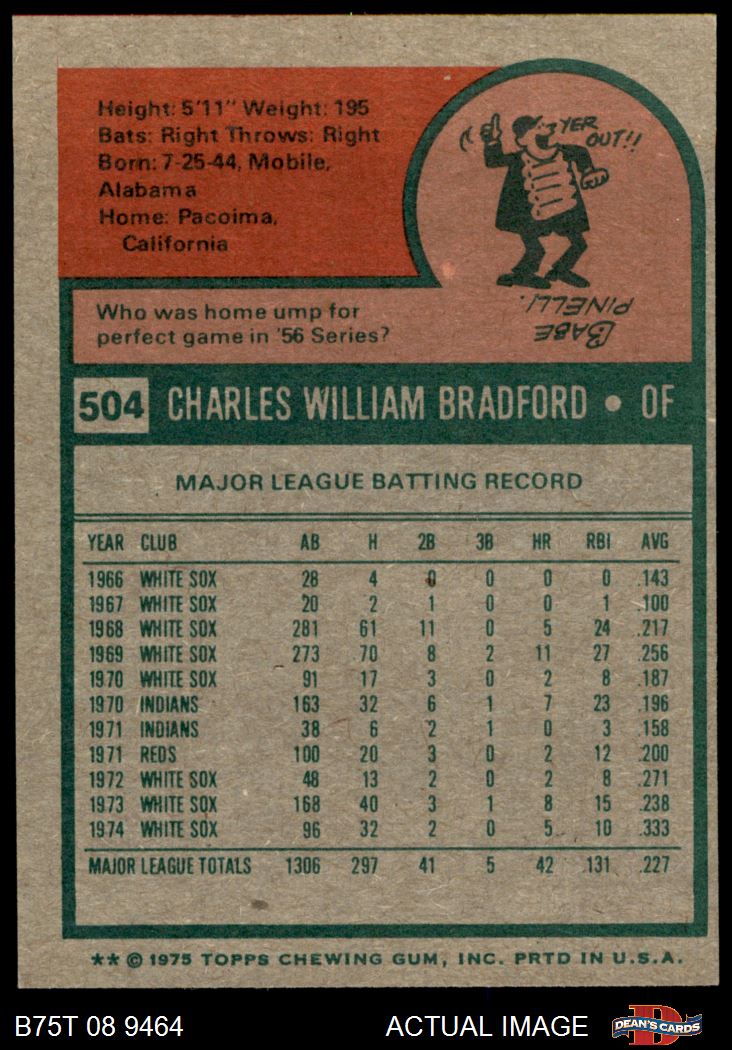 Height: 5'11" Weight: 195
Bats: Right Throws: Right
Born: 7-25-44, Mobile,
Alabama
Home: Pacoima,
California
YER
OUT!!
BABE
PINELLI.
Who was home ump for
perfect game in '56 Series?
504 CHARLES WILLIAM BRADFORD • OF
MAJOR LEAGUE BATTING RECORD
YEAR CLUB AB H 2B 3B HR RBI AVG
1966 WHITE SOX 28 4 0 0 0 0 .143
1967 WHITE SOX 20 2 1 0 0 1 .100
1968 WHITE SOX 281 61 11 0 5 24 .217
1969 WHITE SOX 273 70 8 2 11 27 .256
1970 WHITE SOX 91 17 3 0 2 8 .187
1970 INDIANS 163 32 6 1 7 23 .196
1971 INDIANS 38 6 2 1 0 3 .158
1971 REDS 100 20 3 0 2 12 .200
1972 WHITE SOX 48 13 2 0 2 8 .271
1973 WHITE SOX 168 40 3 1 8 15 .238
1974 WHITE SOX 96 32 2 0 5 10 .333
MAJOR LEAGUE TOTALS 1306 297 41 5 42 131 .227
** © 1975 TOPPS CHEWING GUM, INC. PRTD IN U.S.A.
B75T 08 9464 ACTUAL IMAGE DEAN'S CARDS